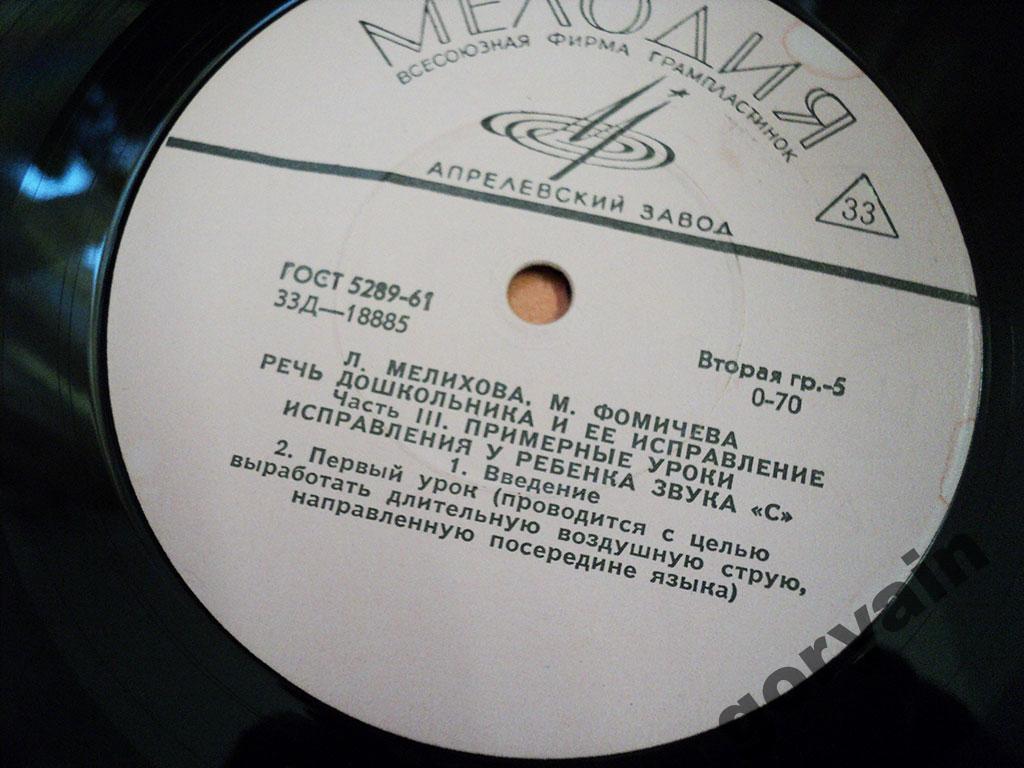 МЕЛОДИЯ
ВСЕСОЮЗНАЯ ФИРМА ГРАМПЛАСТИНОК
АПРЕЛЕВСКИЙ ЗАВОД
33
ГОСТ 5289-61
33Д—18885
Вторая гр.-5
0-70
Л. МЕЛИХОВА, М. ФОМИЧЕВА
РЕЧЬ ДОШКОЛЬНИКА И ЕЕ ИСПРАВЛЕНИЕ
Часть III. ПРИМЕРНЫЕ УРОКИ
ИСПРАВЛЕНИЯ У РЕБЕНКА ЗВУКА «С»
1. Введение
2. Первый урок (проводится с целью
выработать длительную воздушную струю,
направленную посередине языка)
goryain